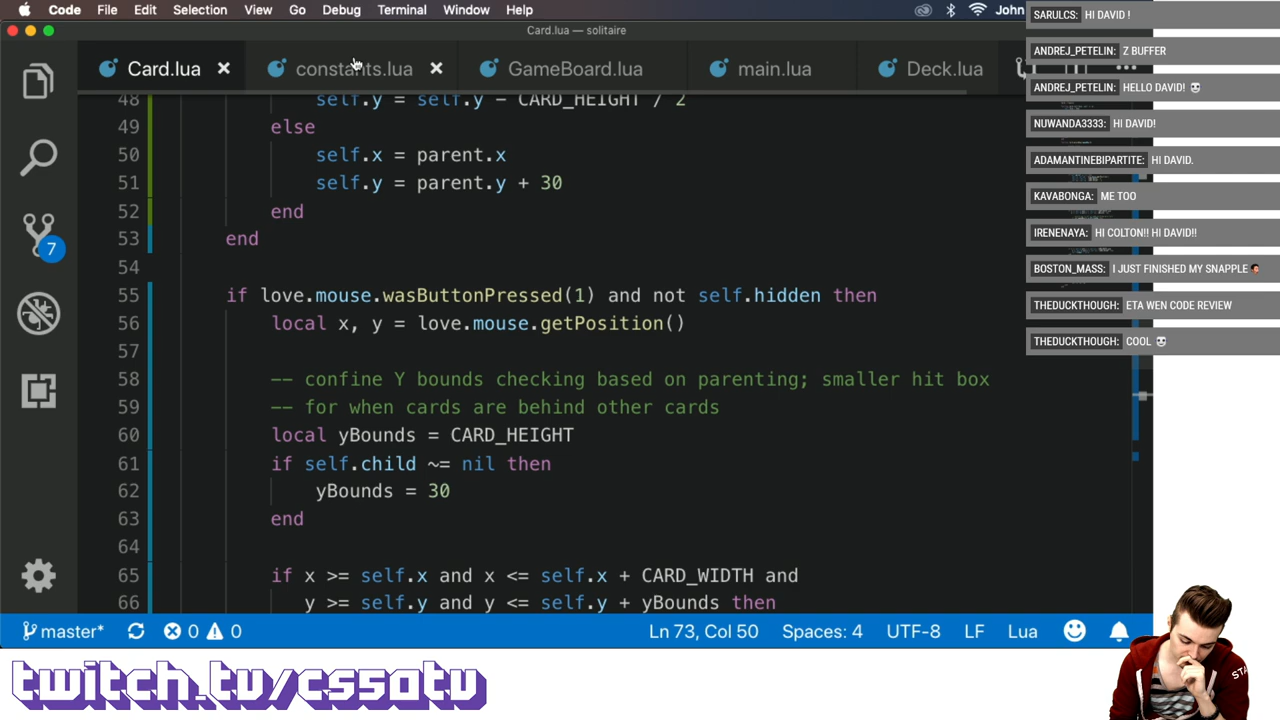 Code File Edit Selection View Go Debug Terminal Window Help John
Card.lua — solitaire
Card.lua constants.lua GameBoard.lua main.lua Deck.lua
48 self.y = self.y - CARD_HEIGHT / 2
49 else
50 self.x = parent.x
51 self.y = parent.y + 30
52 end
53 end
54
55 if love.mouse.wasButtonPressed(1) and not self.hidden then
56 local x, y = love.mouse.getPosition()
57
58 -- confine Y bounds checking based on parenting; smaller hit box
59 -- for when cards are behind other cards
60 local yBounds = CARD_HEIGHT
61 if self.child ~= nil then
62 yBounds = 30
63 end
64
65 if x >= self.x and x <= self.x + CARD_WIDTH and
66 y >= self.y and y <= self.y + yBounds then
7
master* 0 0 Ln 73, Col 50 Spaces: 4 UTF-8 LF Lua
SARULCS: HI DAVID !
ANDREJ_PETELIN: Z BUFFER
ANDREJ_PETELIN: HELLO DAVID!
NUWANDA3333: HI DAVID!
ADAMANTINEBIPARTITE: HI DAVID.
KAVABONGA: ME TOO
IRENENAYA: HI COLTON!! HI DAVID!!
BOSTON_MASS: I JUST FINISHED MY SNAPPLE
THEDUCKTHOUGH: ETA WEN CODE REVIEW
THEDUCKTHOUGH: COOL
twitch.tv/cs50tv